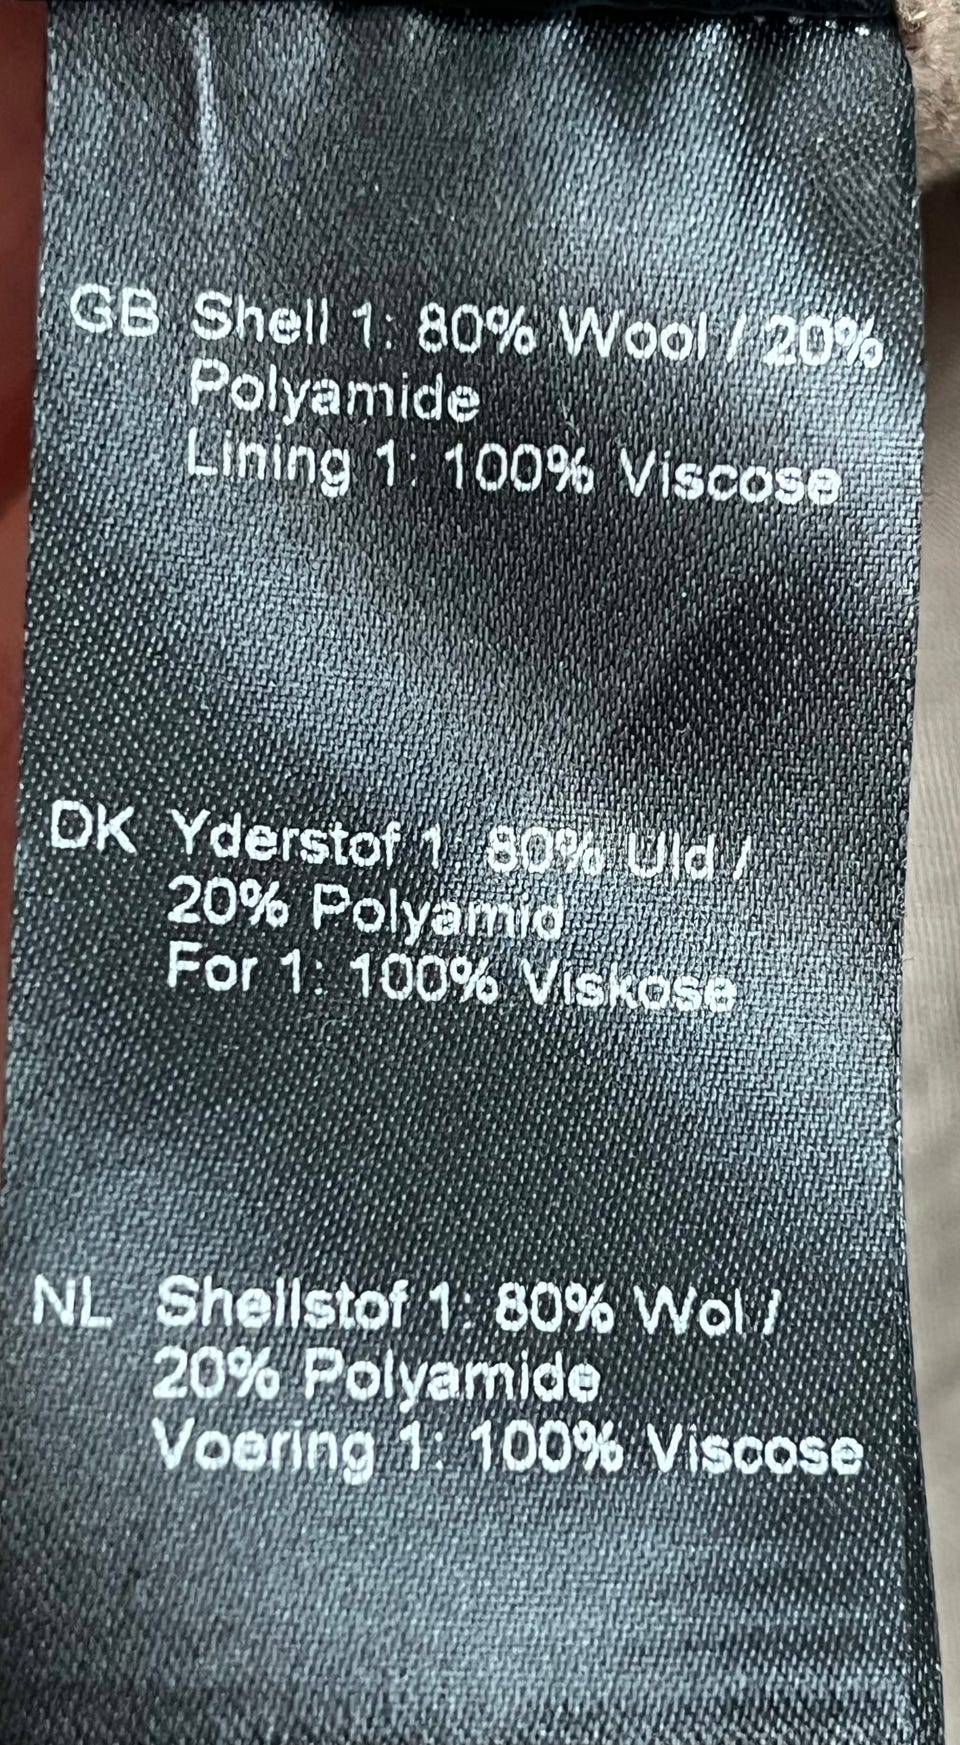 GB Shell 1: 80% Wool / 20%
Polyamide
Lining 1: 100% Viscose
DK Yderstof 1: 80% Uld /
20% Polyamid
For 1: 100% Viskose
NL Shellstof 1: 80% Wol /
20% Polyamide
Voering 1: 100% Viscose